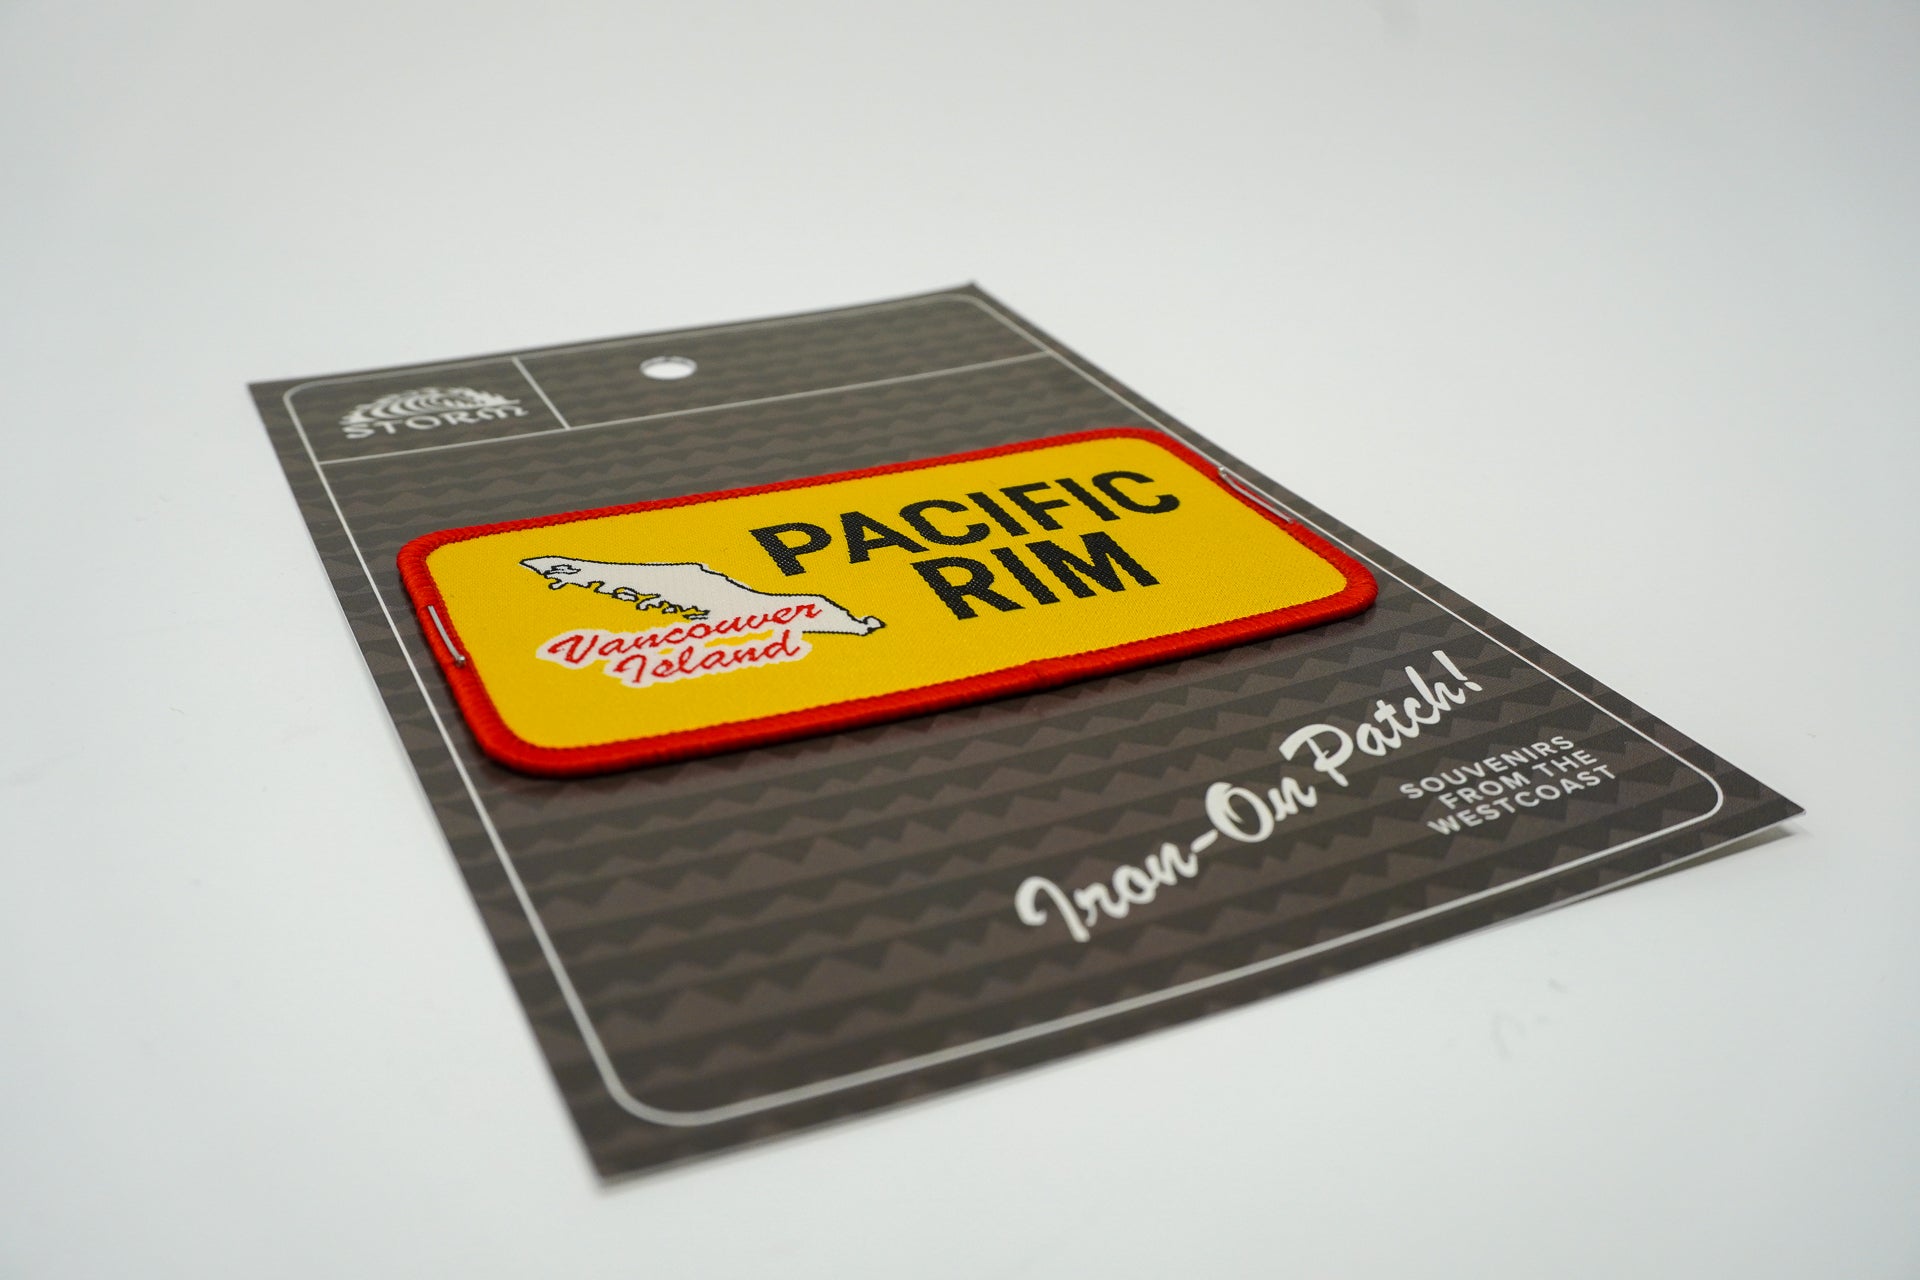 STORM
PACIFIC
RIM
Vancouver
Island
Iron-On Patch!
SOUVENIRS
FROM THE
WESTCOAST